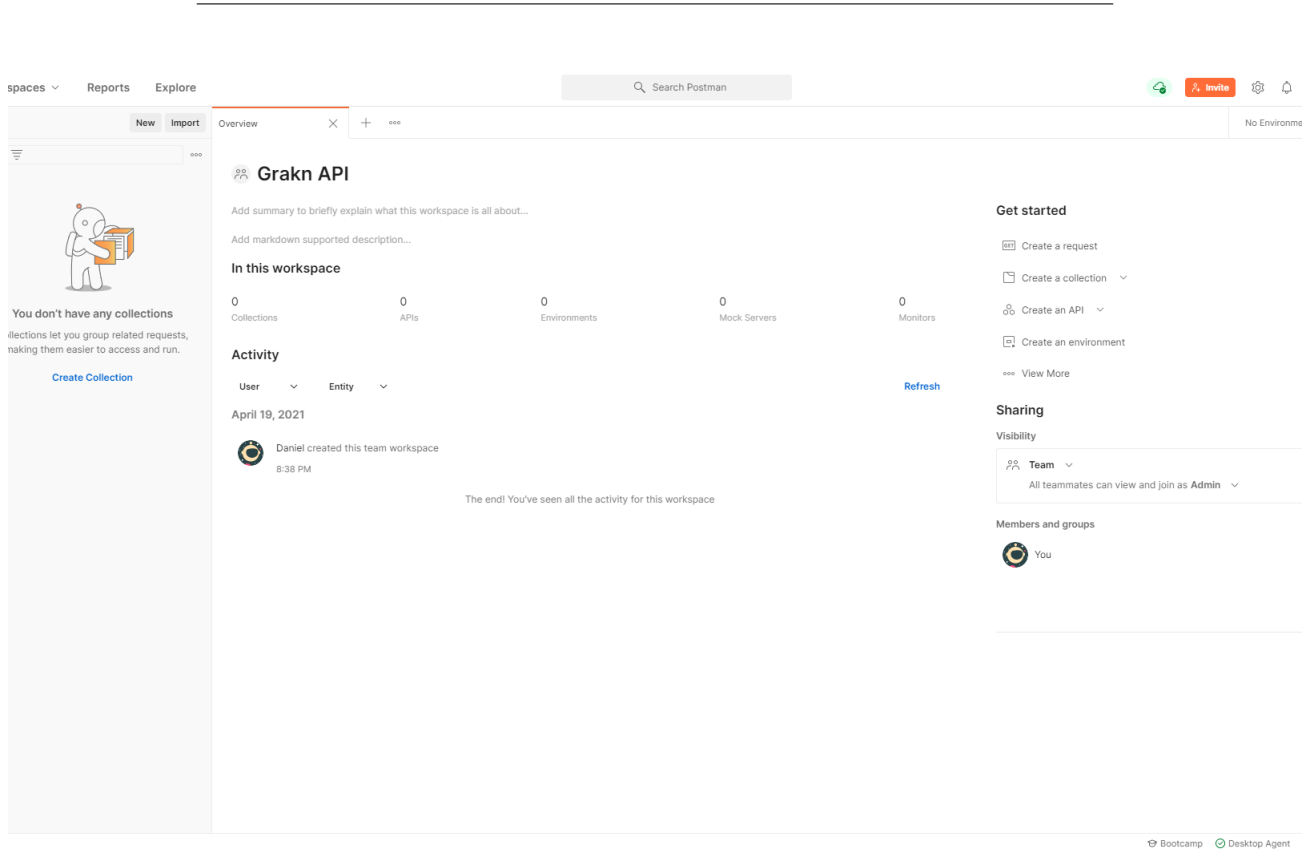 spaces Reports Explore Search Postman Invite
New Import Overview No Environme
Grakn API
Add summary to briefly explain what this workspace is all about...
Add markdown supported description...
In this workspace
0 0 0 0 0
Collections APIs Environments Mock Servers Monitors
You don't have any collections
ollections let you group related requests,
making them easier to access and run.
Create Collection
Activity
User Entity Refresh
April 19, 2021
Daniel created this team workspace
8:38 PM
The end! You've seen all the activity for this workspace
Get started
GET Create a request
Create a collection
Create an API
Create an environment
View More
Sharing
Visibility
Team
All teammates can view and join as Admin
Members and groups
You
Bootcamp Desktop Agent